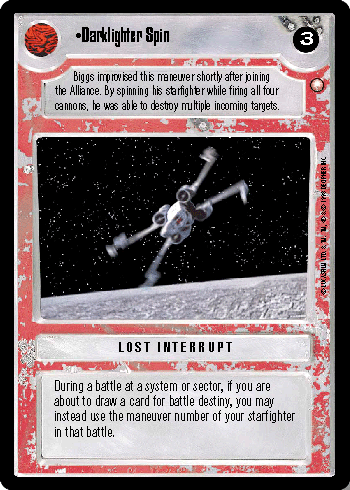 •Darklighter Spin
3
Biggs improvised this maneuver shortly after joining
the Alliance. By spinning his starfighter while firing all four
cannons, he was able to destroy multiple incoming targets.
LOST INTERRUPT
During a battle at a system or sector, if you are
about to draw a card for battle destiny, you may
instead use the maneuver number of your starfighter
in that battle.